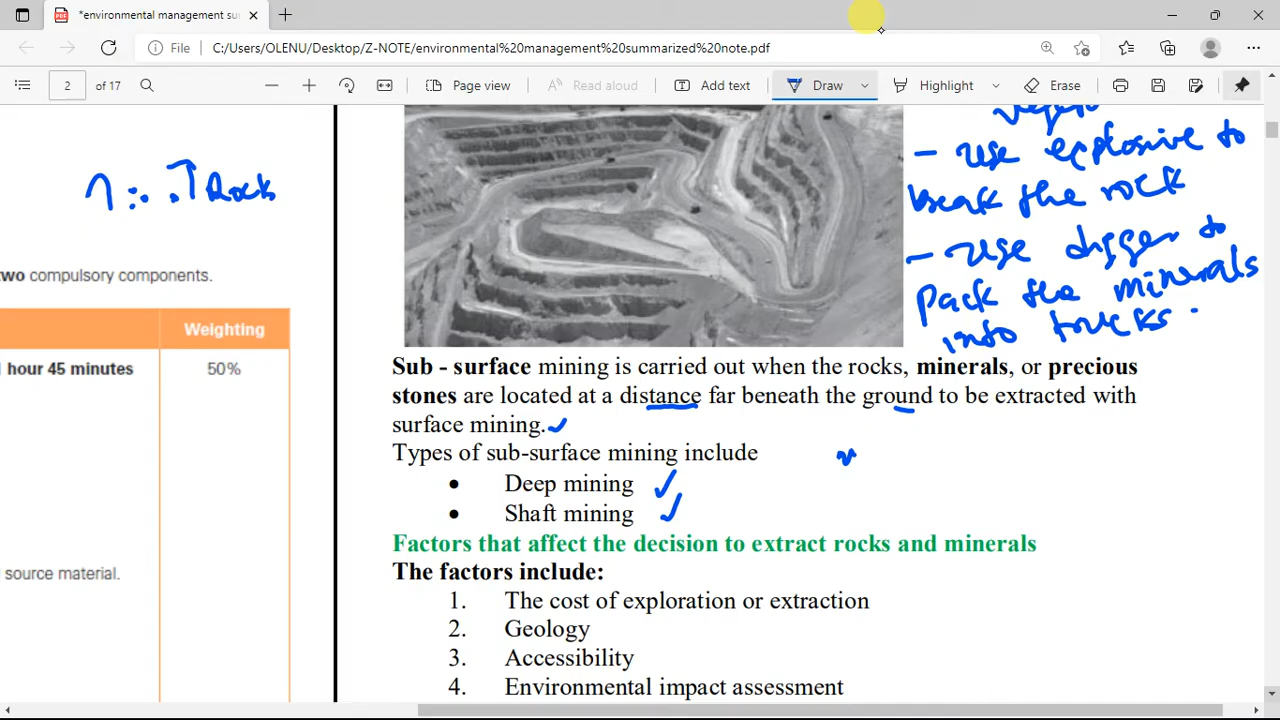 *environmental management su
File
C:/Users/OLENU/Desktop/Z-NOTE/environmental%20management%20summarized%20note.pdf
2 of 17
Page view
Read aloud
Add text
Draw
Highlight
Erase
- use explosive to
break the rock
- use digger to
pack the minerals
into trucks.
Rock
two compulsory components.
Weighting
hour 45 minutes
50%
source material.
Sub - surface mining is carried out when the rocks, minerals, or precious
stones are located at a distance far beneath the ground to be extracted with
surface mining.
Types of sub-surface mining include
• Deep mining
• Shaft mining
Factors that affect the decision to extract rocks and minerals
The factors include:
1. The cost of exploration or extraction
2. Geology
3. Accessibility
4. Environmental impact assessment